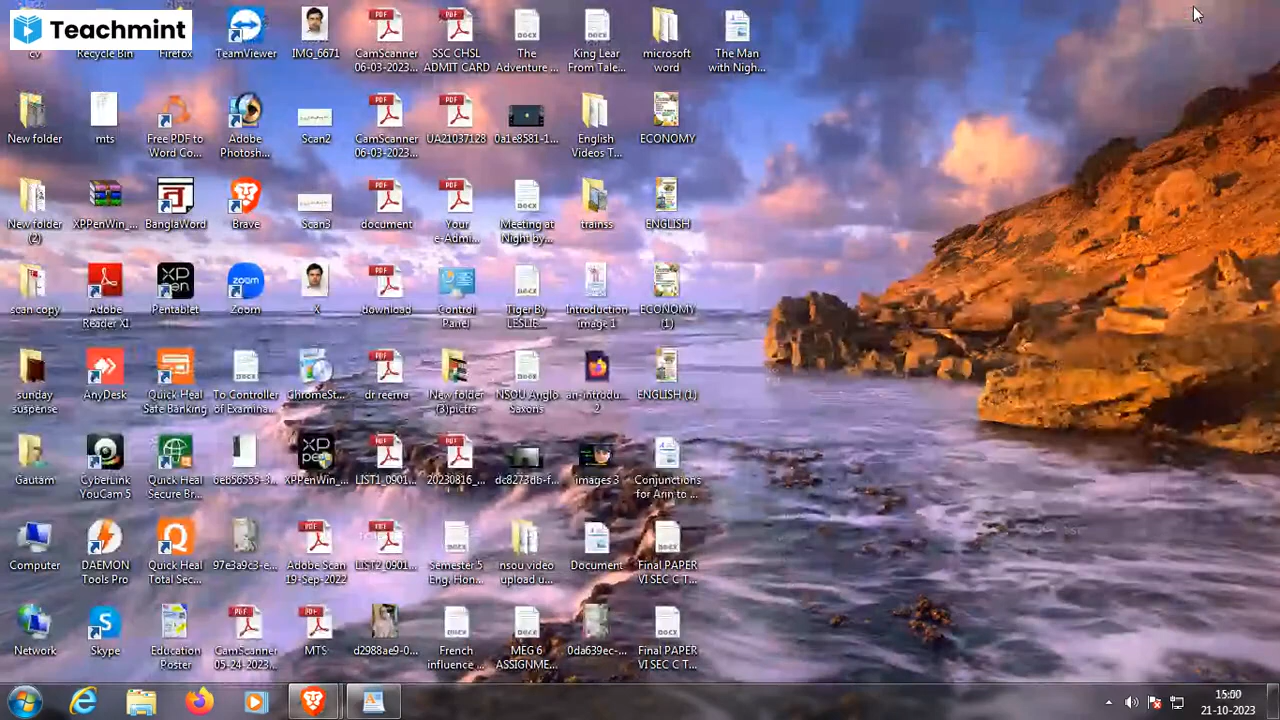 Teachmint
cv
Recycle Bin
Firefox
TeamViewer
IMG_6671
CamScanner
06-03-2023...
SSC CHSL
ADMIT CARD
The
Adventure ...
King Lear
From Tale...
microsoft
word
The Man
with Nigh...
New folder
mts
Free PDF to
Word Co...
Adobe
Photosh...
Scan2
CamScanner
06-03-2023...
UA21037128
0a1e8581-1...
English
Videos T...
ECONOMY
New folder
(2)
XPPenWin_...
BanglaWord
Brave
Scan3
document
Your
e-Admi...
Meeting at
Night by...
trainss
ENGLISH
scan copy
Adobe
Reader XI
Pentablet
Zoom
X
download
Control
Panel
Tiger By
LESLIE
Introduction
image 1
ECONOMY
(1)
sunday
suspense
AnyDesk
Quick Heal
Safe Banking
To Controller
of Examina...
ChromeSt...
dr reema
New folder
(3)pictrs
NSOU Anglo
Saxons
an-introdu...
2
ENGLISH (1)
Gautam
CyberLink
YouCam 5
Quick Heal
Secure Br...
XPPenWin_...
LIST1_0901...
20230816_...
dc8273db-f...
images 3
Conjunctions
for Arin to ...
Computer
DAEMON
Tools Pro
Quick Heal
Total Sec...
97e3a9c3-e...
Adobe Scan
19-Sep-2022
LIST2_0901...
Semester 5
Eng. Hon...
nsou video
upload u...
Document
Final PAPER
VI SEC C T...
Network
Skype
Education
Poster
CamScanner
05-24-2023...
MTS
d2988ae9-0...
French
influence ...
MEG 6
ASSIGNME...
0da639ec-...
Final PAPER
VI SEC C T...
15:00
21-10-2023